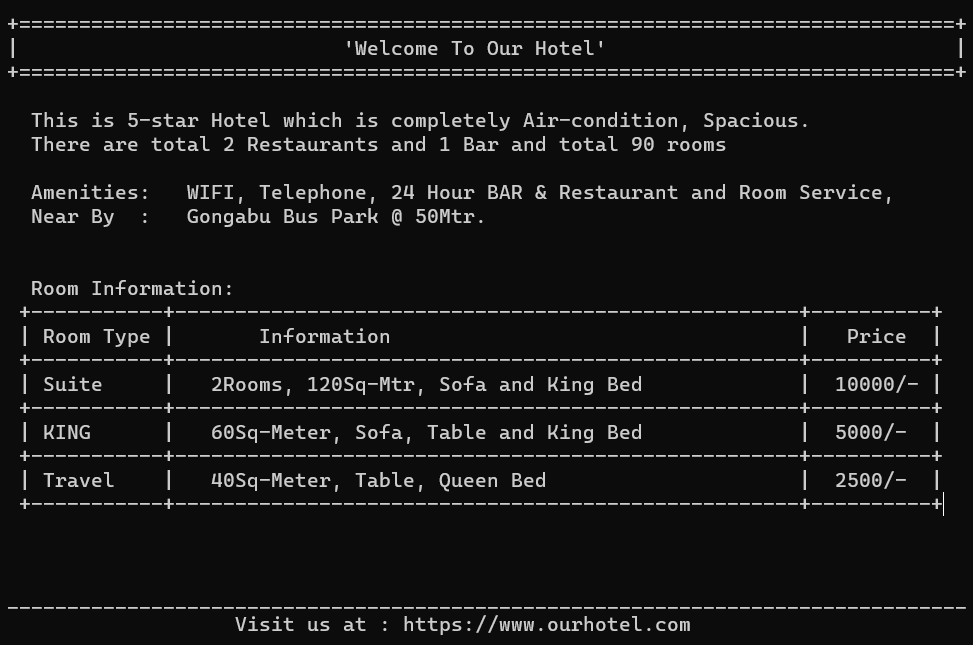 +==============================================================================+
|                           'Welcome To Our Hotel'                             |
+==============================================================================+
This is 5-star Hotel which is completely Air-condition, Spacious.
There are total 2 Restaurants and 1 Bar and total 90 rooms
Amenities:   WIFI, Telephone, 24 Hour BAR & Restaurant and Room Service,
Near By  :   Gongabu Bus Park @ 50Mtr.
Room Information:
+-----------+----------------------------------------------------+----------+
| Room Type |       Information                                  |   Price  |
+-----------+----------------------------------------------------+----------+
| Suite     |   2Rooms, 120Sq-Mtr, Sofa and King Bed             |  10000/- |
+-----------+----------------------------------------------------+----------+
| KING      |   60Sq-Meter, Sofa, Table and King Bed             |  5000/-  |
+-----------+----------------------------------------------------+----------+
| Travel    |   40Sq-Meter, Table, Queen Bed                     |  2500/-  |
+-----------+----------------------------------------------------+----------+
________________________________________________________________________________
Visit us at : https://www.ourhotel.com